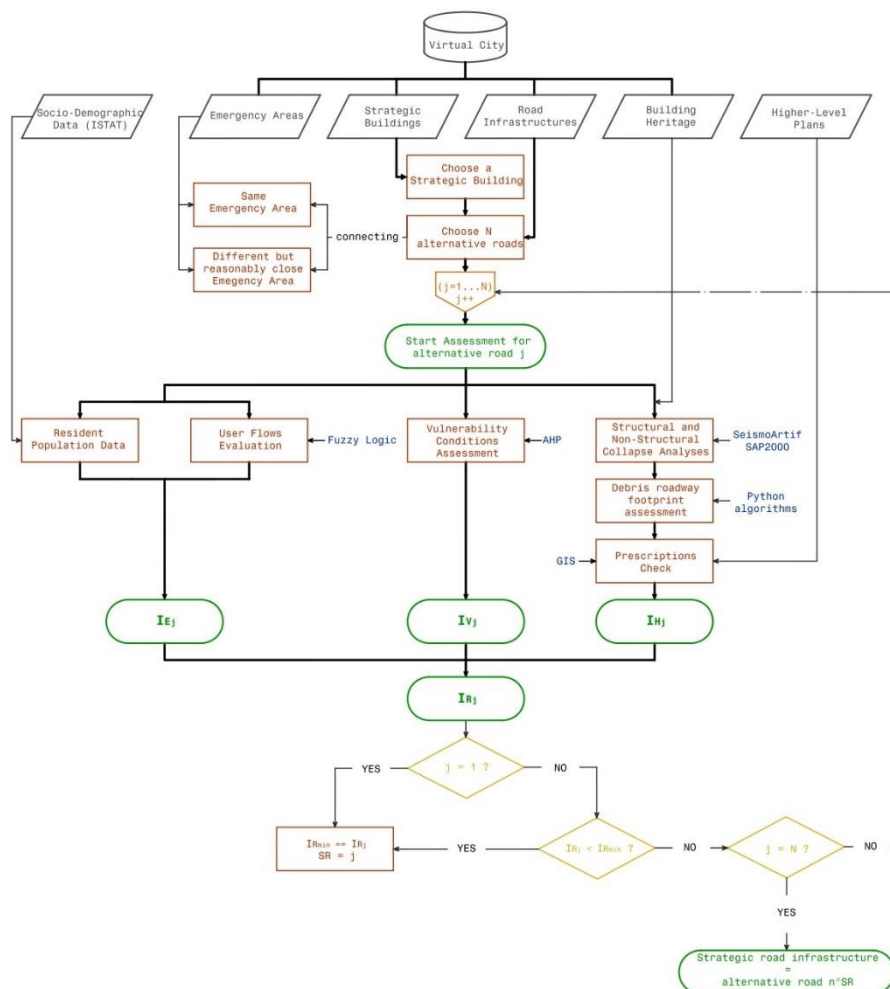 Virtual City
Socio-Demographic
Data (ISTAT)
Emergency Areas
Strategic
Buildings
Road
Infrastructures
Building
Heritage
Higher-Level
Plans
Choose a
Strategic Building
Same
Emergency Area
Choose N
alternative roads
connecting
Different but
reasonably close
Emegency Area
(j=1...N)
j++
Start Assessment for
alternative road j
Resident
Population Data
User Flows
Evaluation
Fuzzy Logic
Vulnerability
Conditions
Assessment
AHP
Structural and
Non-Structural
Collapse Analyses
SeismoArtif
SAP2000
Debris roadway
footprint
assessment
Python
algorithms
GIS
Prescriptions
Check
IEj
IVj
IHj
IRj
j = 1 ?
YES
NO
IRmin == IRj
SR = j
YES
IRj < IRmin ?
NO
j = N ?
NO
YES
Strategic road infrastructure
=
alternative road n°SR